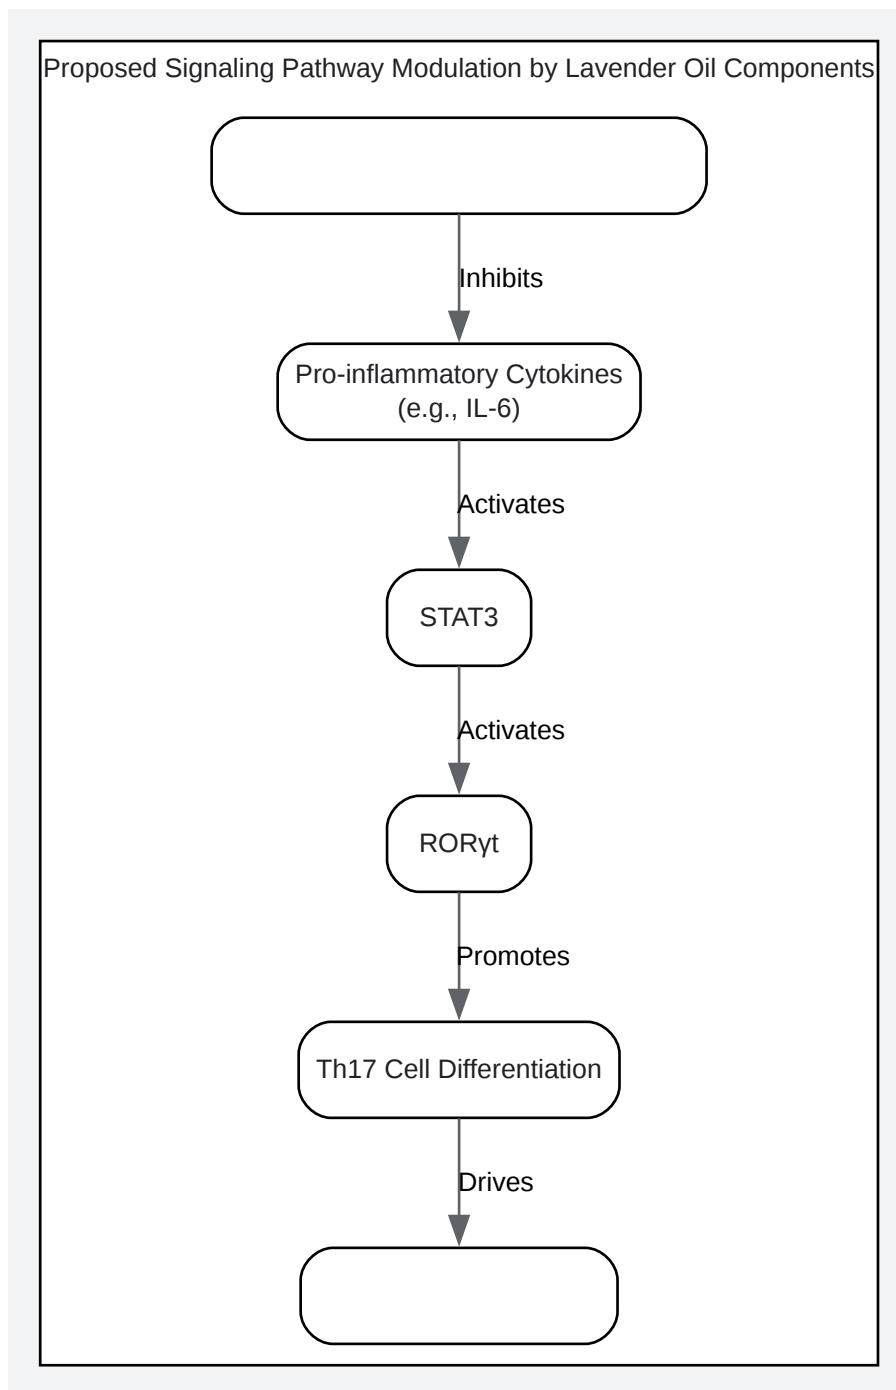 Proposed Signaling Pathway Modulation by Lavender Oil Components
Inhibits
Pro-inflammatory Cytokines
(e.g., IL-6)
Activates
STAT3
Activates
RORγt
Promotes
Th17 Cell Differentiation
Drives